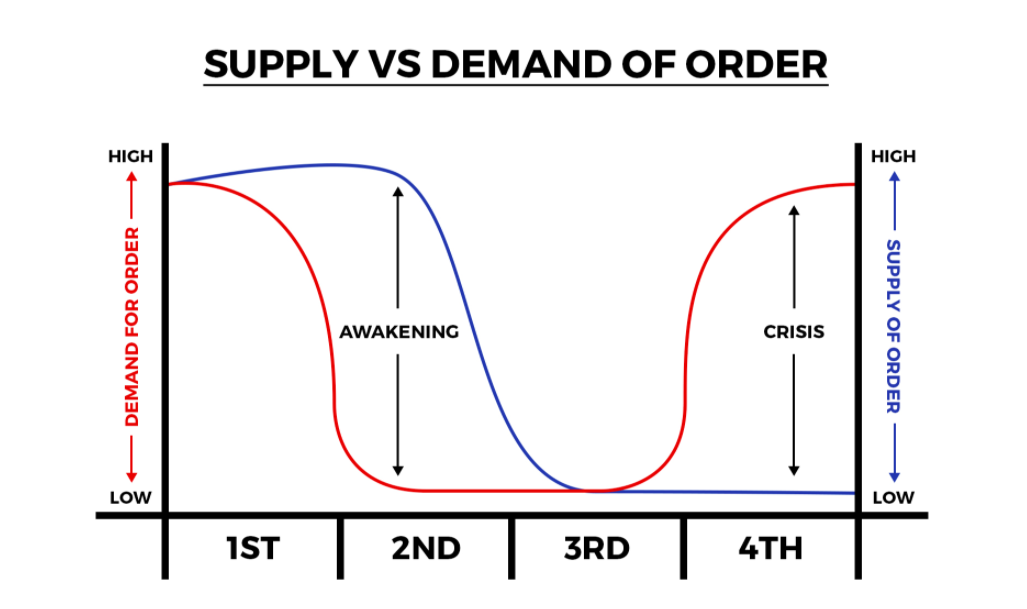 SUPPLY VS DEMAND OF ORDER
HIGH
DEMAND FOR ORDER
LOW
AWAKENING
CRISIS
HIGH
SUPPLY OF ORDER
LOW
1ST
2ND
3RD
4TH